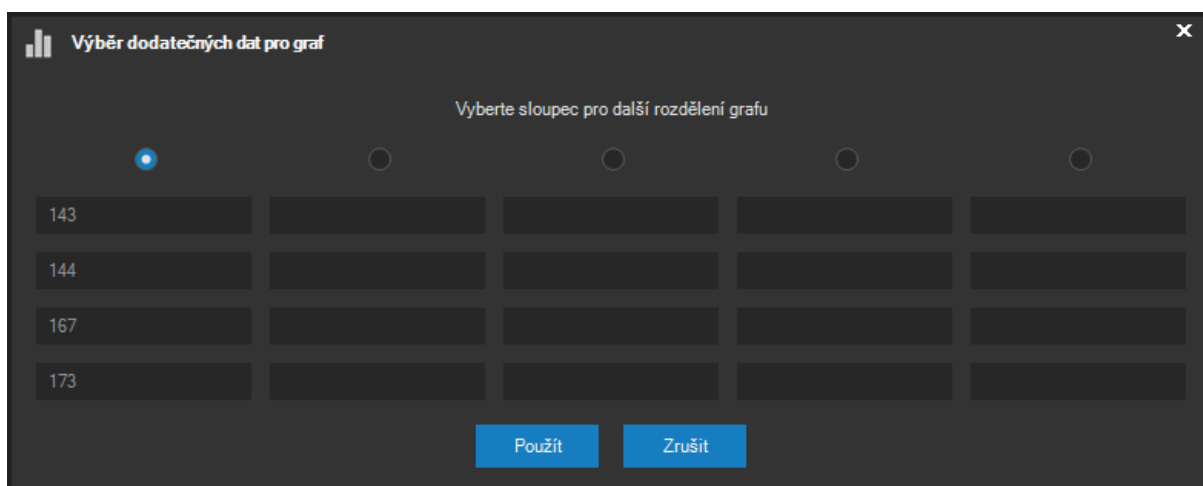 Výběr dodatečných dat pro graf
Vyberte sloupec pro další rozdělení grafu
143
144
167
173
Použít Zrušit